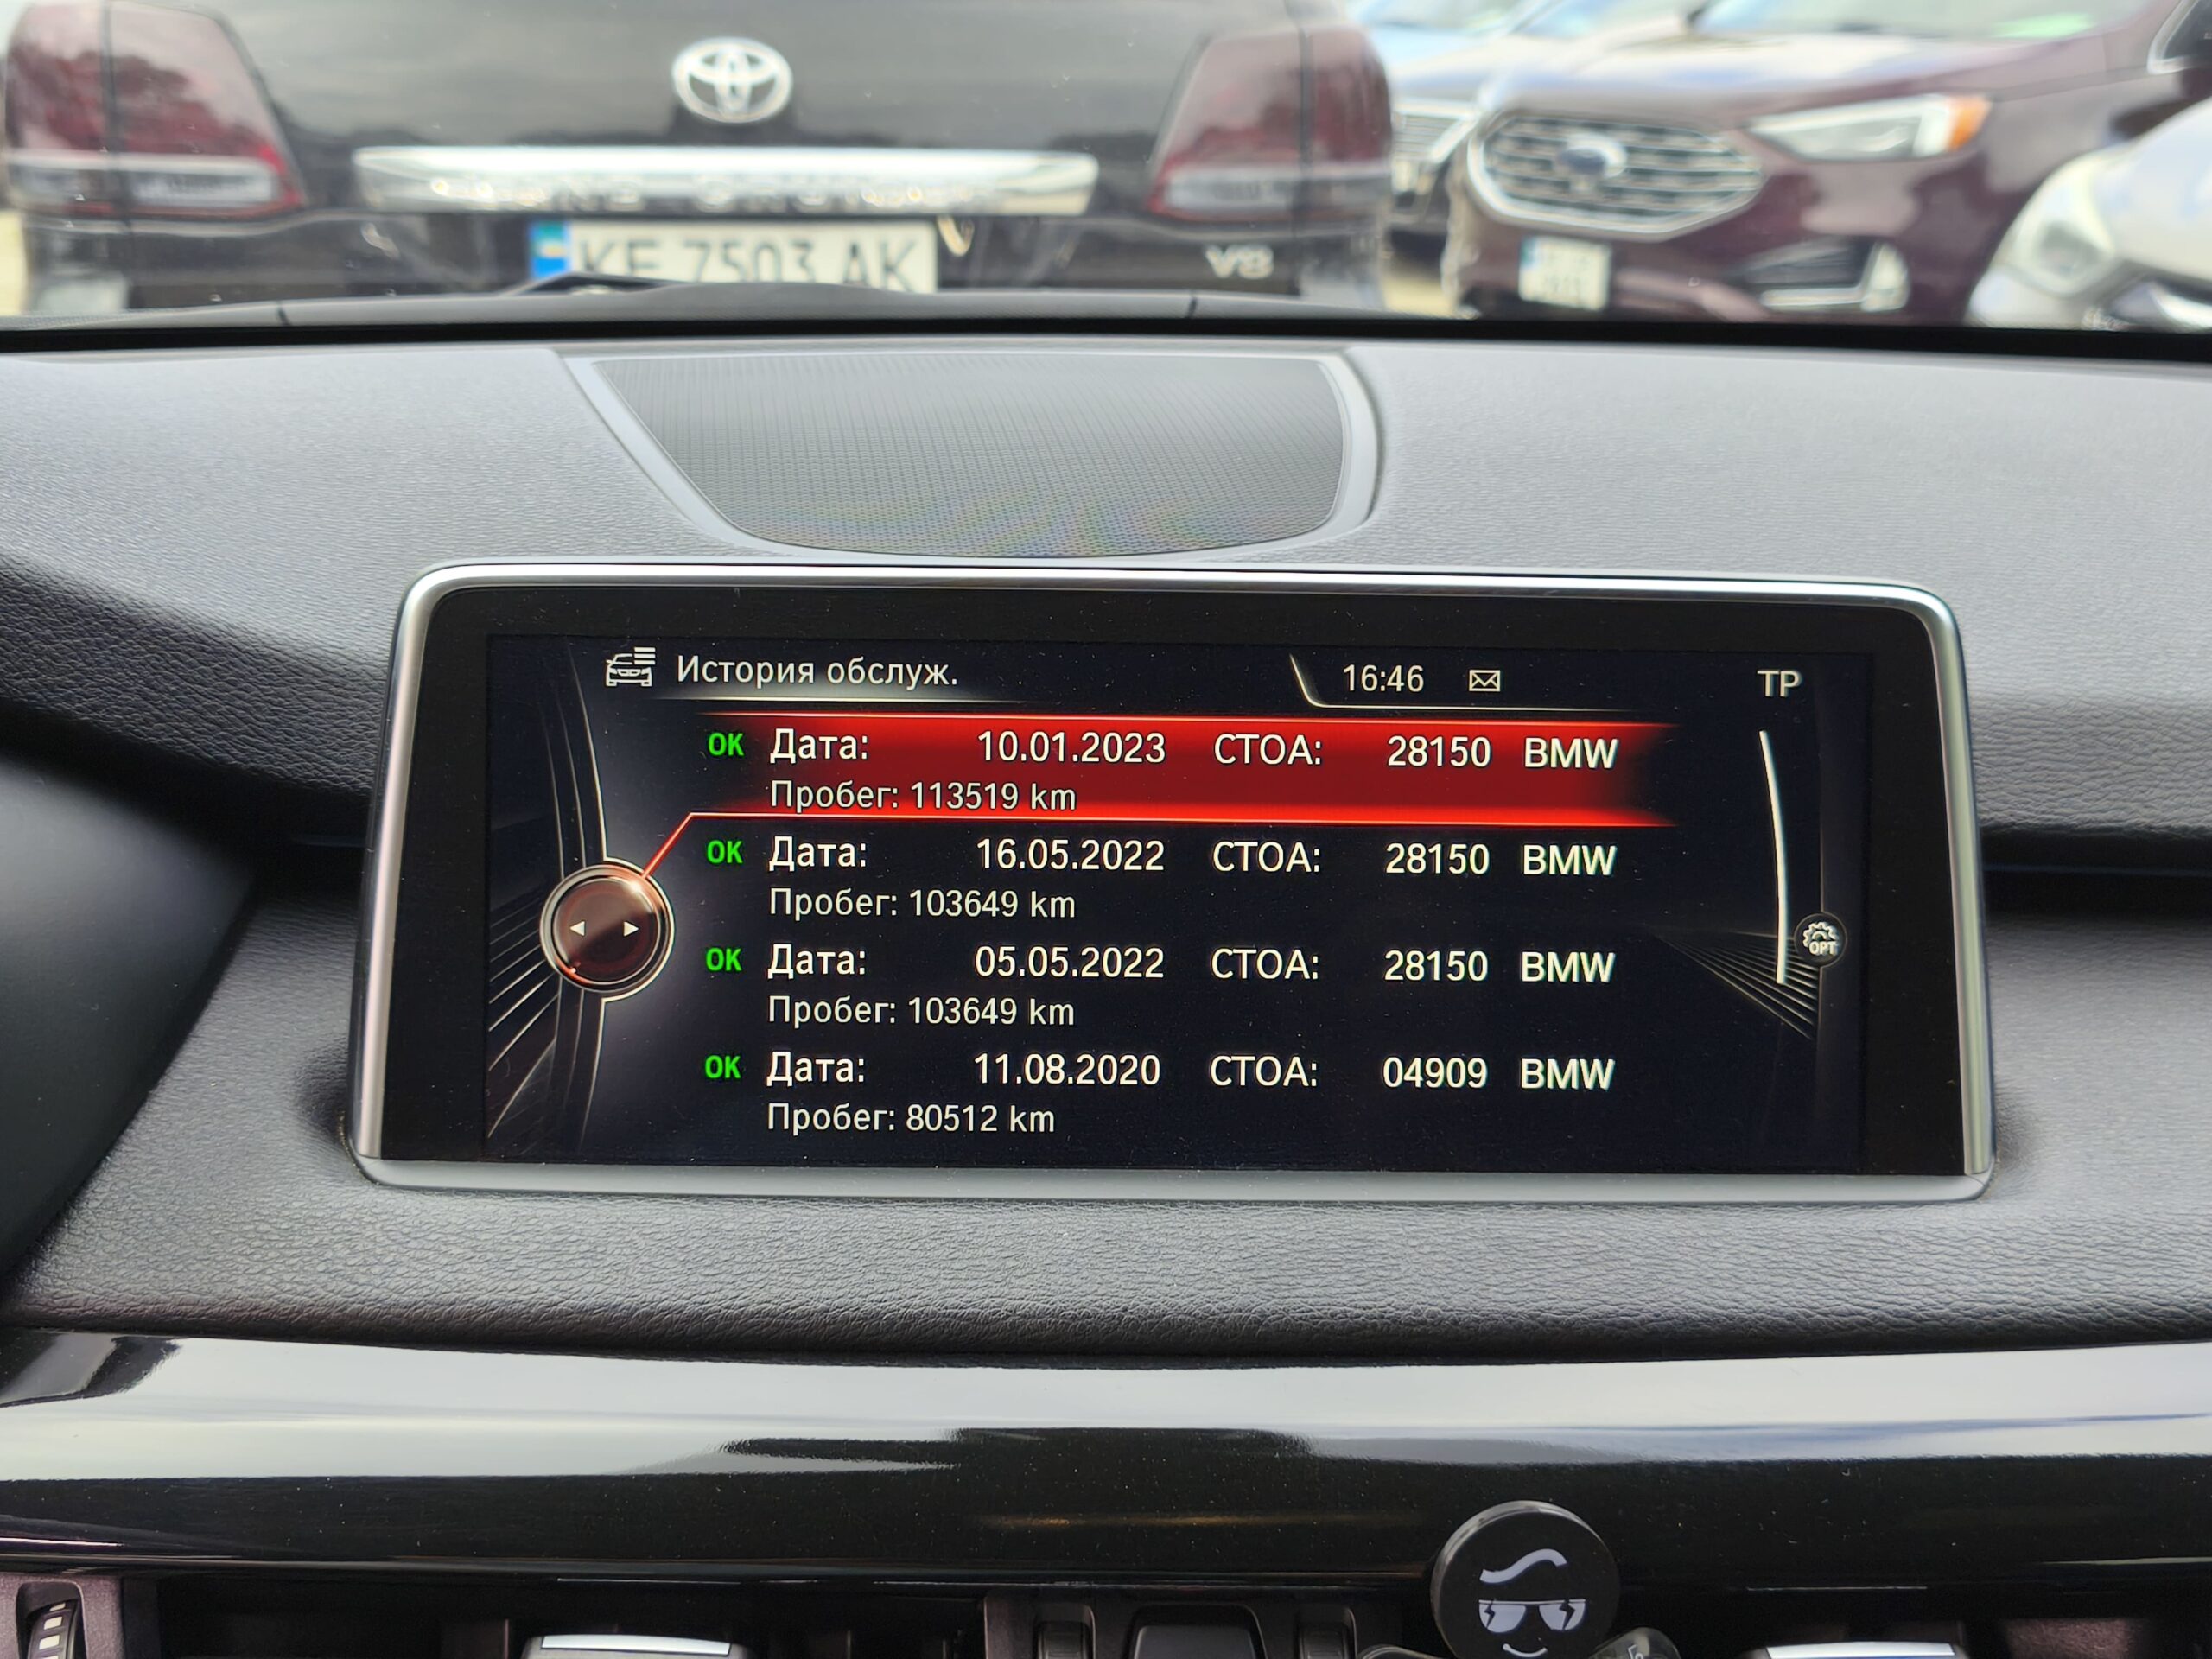 KE 7503 AK
V8
История обслуж.
16:46
TP
OK Дата: 10.01.2023 СТОА: 28150 BMW
Пробег: 113519 km
OK Дата: 16.05.2022 СТОА: 28150 BMW
Пробег: 103649 km
OK Дата: 05.05.2022 СТОА: 28150 BMW
Пробег: 103649 km
OPT
OK Дата: 11.08.2020 СТОА: 04909 BMW
Пробег: 80512 km